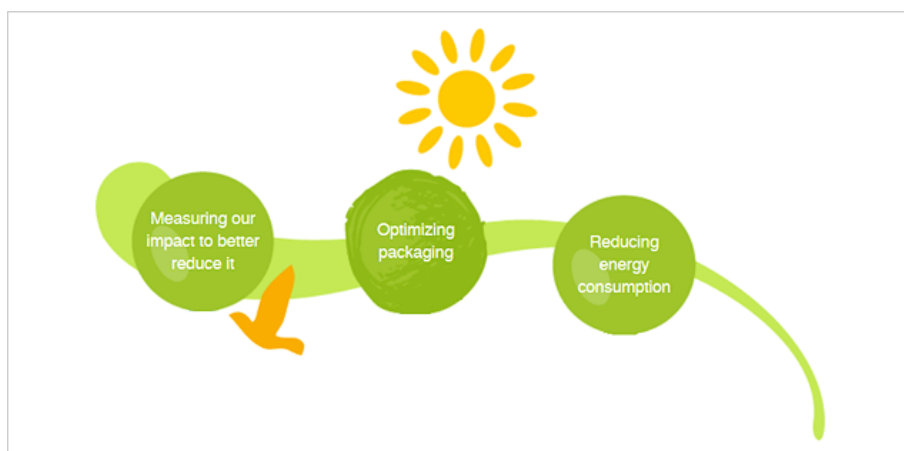 Measuring our
impact to better
reduce it
Optimizing
packaging
Reducing
energy
consumption